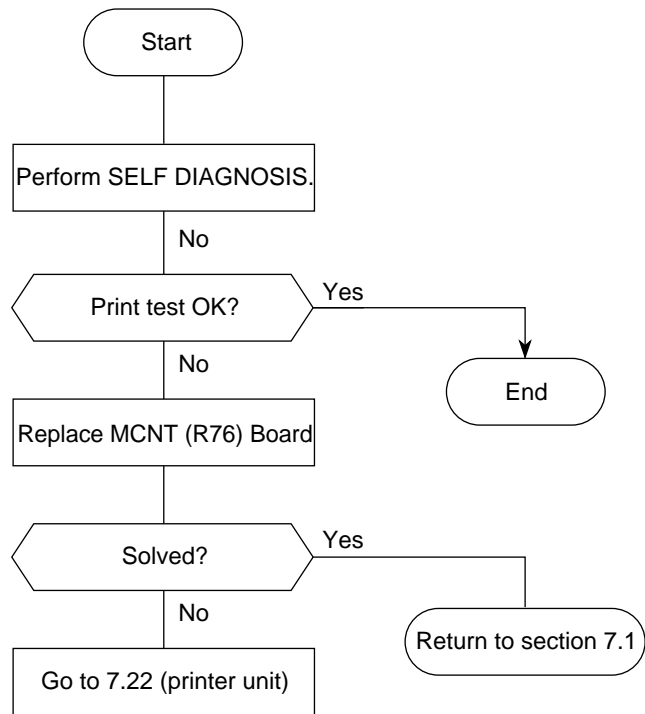 Start
Perform SELF DIAGNOSIS.
No
Print test OK?
Yes
End
No
Replace MCNT (R76) Board
Solved?
Yes
Return to section 7.1
No
Go to 7.22 (printer unit)